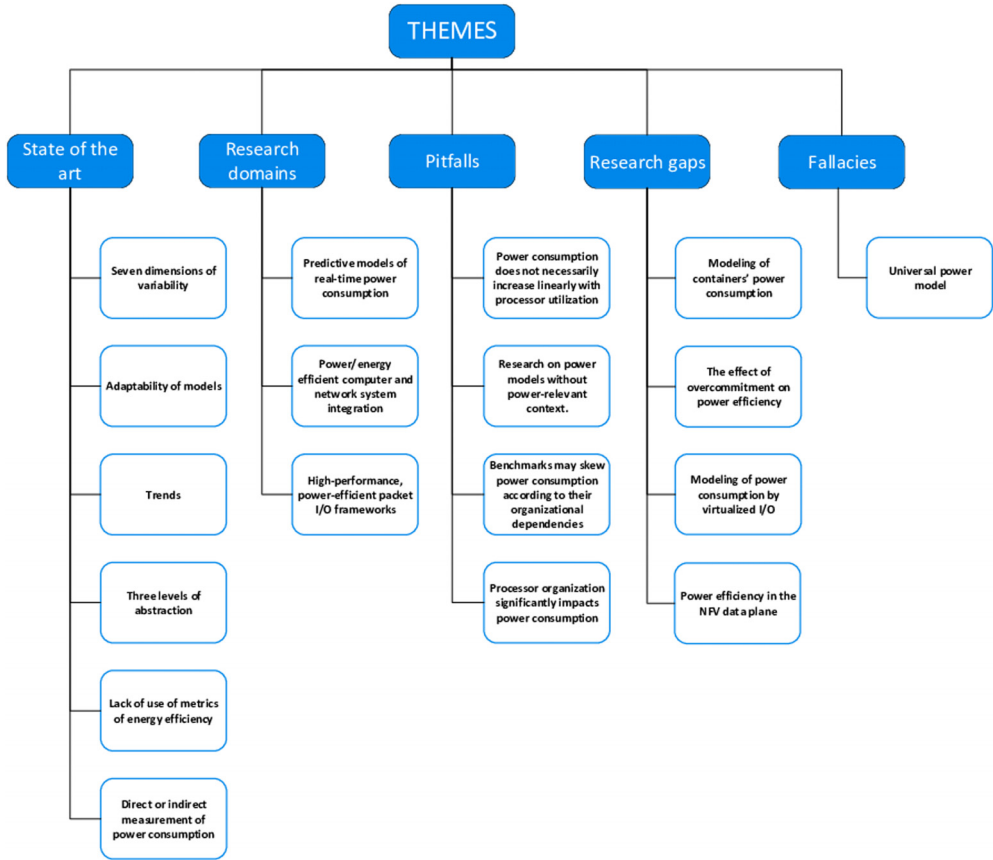 THEMES
State of the
art
Research
domains
Pitfalls
Research gaps
Fallacies
Seven dimensions of
variability
Adaptability of models
Trends
Three levels of
abstraction
Lack of use of metrics
of energy efficiency
Direct or indirect
measurement of
power consumption
Predictive models of
real-time power
consumption
Power/energy
efficient computer and
network system
integration
High-performance,
power-efficient packet
I/O frameworks
Power consumption
does not necessarily
increase linearly with
processor utilization
Research on power
models without
power-relevant
context.
Benchmarks may skew
power consumption
according to their
organizational
dependencies
Processor organization
significantly impacts
power consumption
Modeling of
containers' power
consumption
The effect of
overcommitment on
power efficiency
Modeling of power
consumption by
virtualized I/O
Power efficiency in the
NFV data plane
Universal power
model